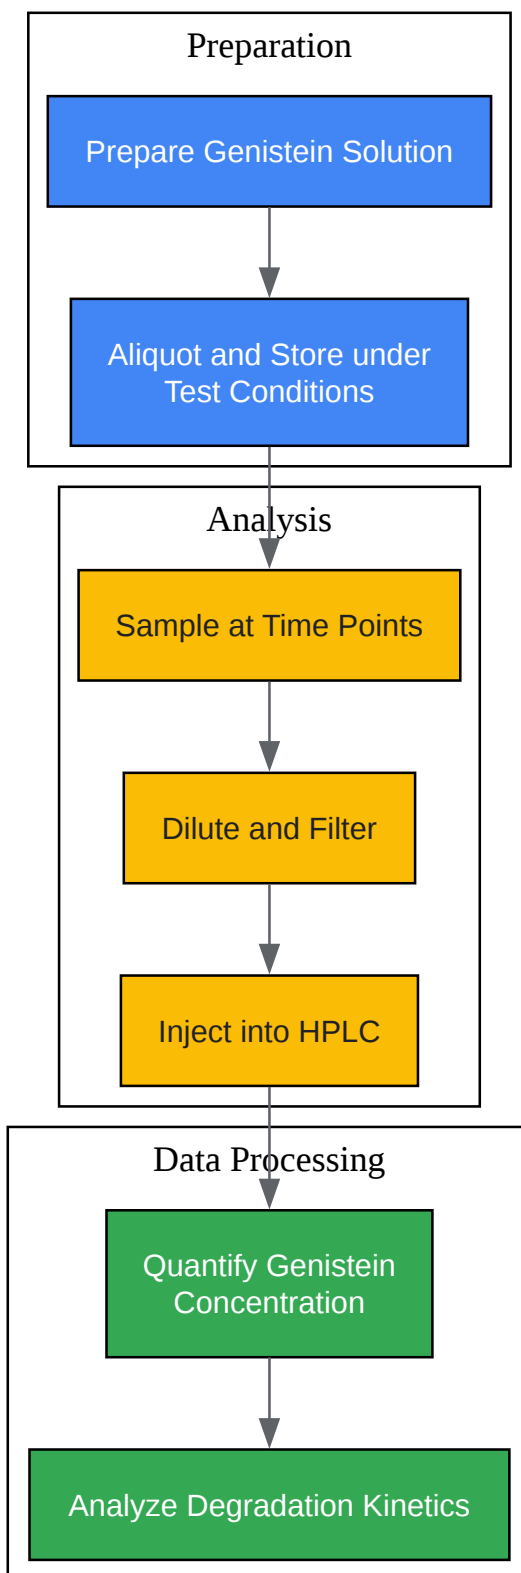 Preparation
Prepare Genistein Solution
Aliquot and Store under
Test Conditions
Analysis
Sample at Time Points
Dilute and Filter
Inject into HPLC
Data Processing
Quantify Genistein
Concentration
Analyze Degradation Kinetics